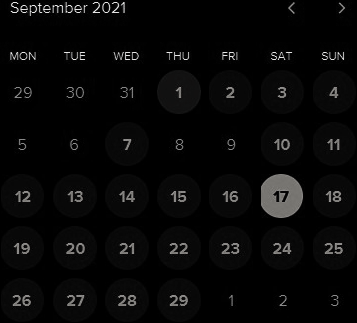 September 2021
MON TUE WED THU FRI SAT SUN
29 30 31 1 2 3 4
5 6 7 8 9 10 11
12 13 14 15 16 17 18
19 20 21 22 23 24 25
26 27 28 29 1 2 3